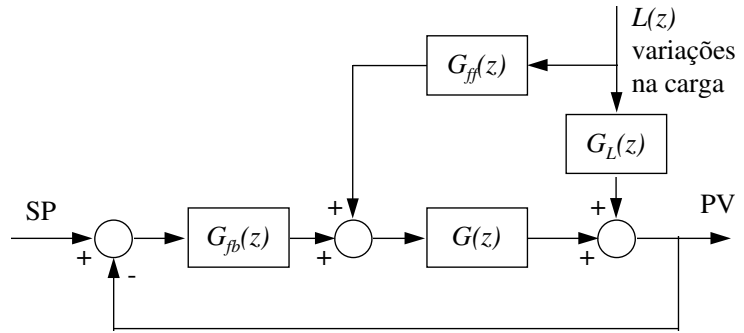 L(z)
variações
na carga
G_ff(z)
G_L(z)
SP
+
-
G_fb(z)
+
+
G(z)
+
+
PV